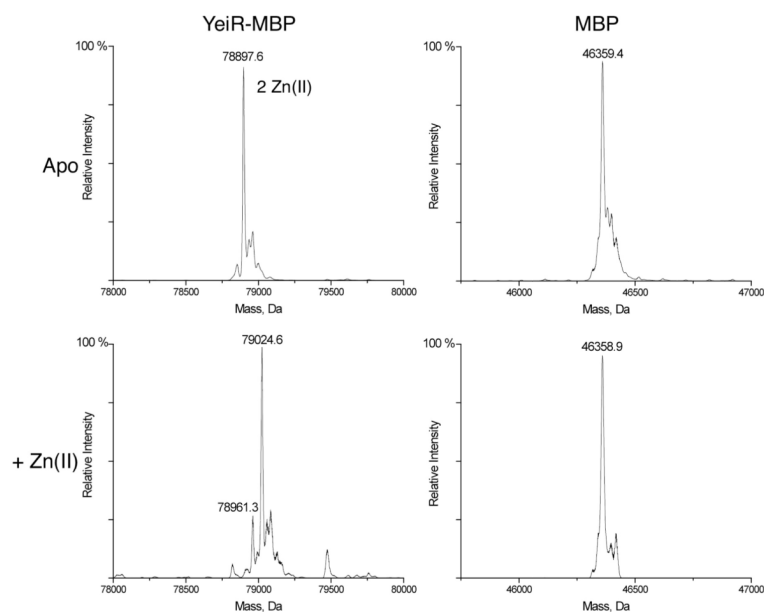 YeiR-MBP
MBP
Apo
100 %
Relative Intensity
78897.6
2 Zn(II)
78000
78500
79000
79500
80000
Mass, Da
100 %
Relative Intensity
46359.4
46000
46500
47000
Mass, Da
+ Zn(II)
100 %
Relative Intensity
79024.6
78961.3
78000
78500
79000
79500
80000
Mass, Da
100 %
Relative Intensity
46358.9
46000
46500
47000
Mass, Da